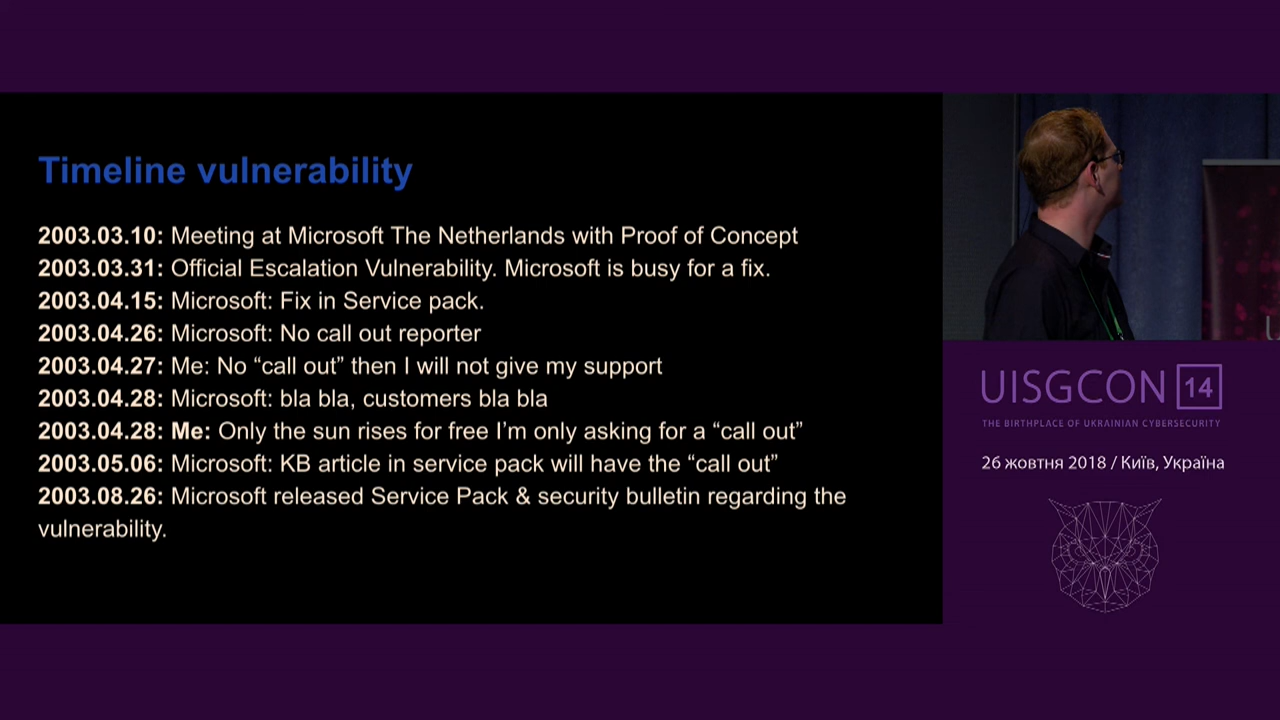 Timeline vulnerability
2003.03.10: Meeting at Microsoft The Netherlands with Proof of Concept
2003.03.31: Official Escalation Vulnerability. Microsoft is busy for a fix.
2003.04.15: Microsoft: Fix in Service pack.
2003.04.26: Microsoft: No call out reporter
2003.04.27: Me: No “call out” then I will not give my support
2003.04.28: Microsoft: bla bla, customers bla bla
2003.04.28: Me: Only the sun rises for free I’m only asking for a “call out”
2003.05.06: Microsoft: KB article in service pack will have the “call out”
2003.08.26: Microsoft released Service Pack & security bulletin regarding the
vulnerability.
UISGCON 14
THE BIRTHPLACE OF UKRAINIAN CYBERSECURITY
26 жовтня 2018 / Київ, Україна